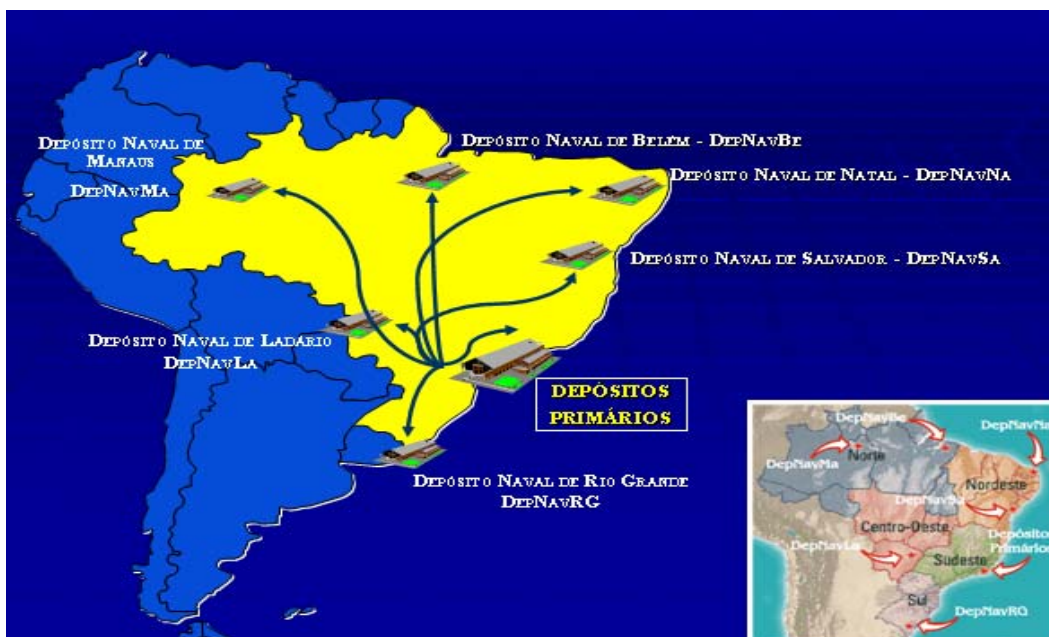 DEPÓSITO NAVAL DE
MANAUS
DEPNAVMA
DEPÓSITO NAVAL DE BELÉM - DEPNAVBE
DEPÓSITO NAVAL DE NATAL - DEPNAVNA
DEPÓSITO NAVAL DE SALVADOR - DEPNAVSA
DEPÓSITO NAVAL DE LADÁRIO
DEPNAVLA
DEPÓSITOS
PRIMÁRIOS
DEPÓSITO NAVAL DE RIO GRANDE
DEPNAVRG
DepNavBe
DepNavNa
DepNavMa
Norte
Nordeste
DepNavSa
Centro-Oeste
Depósito
Primários
DepNavLa
Sudeste
Sul
DepNavRG